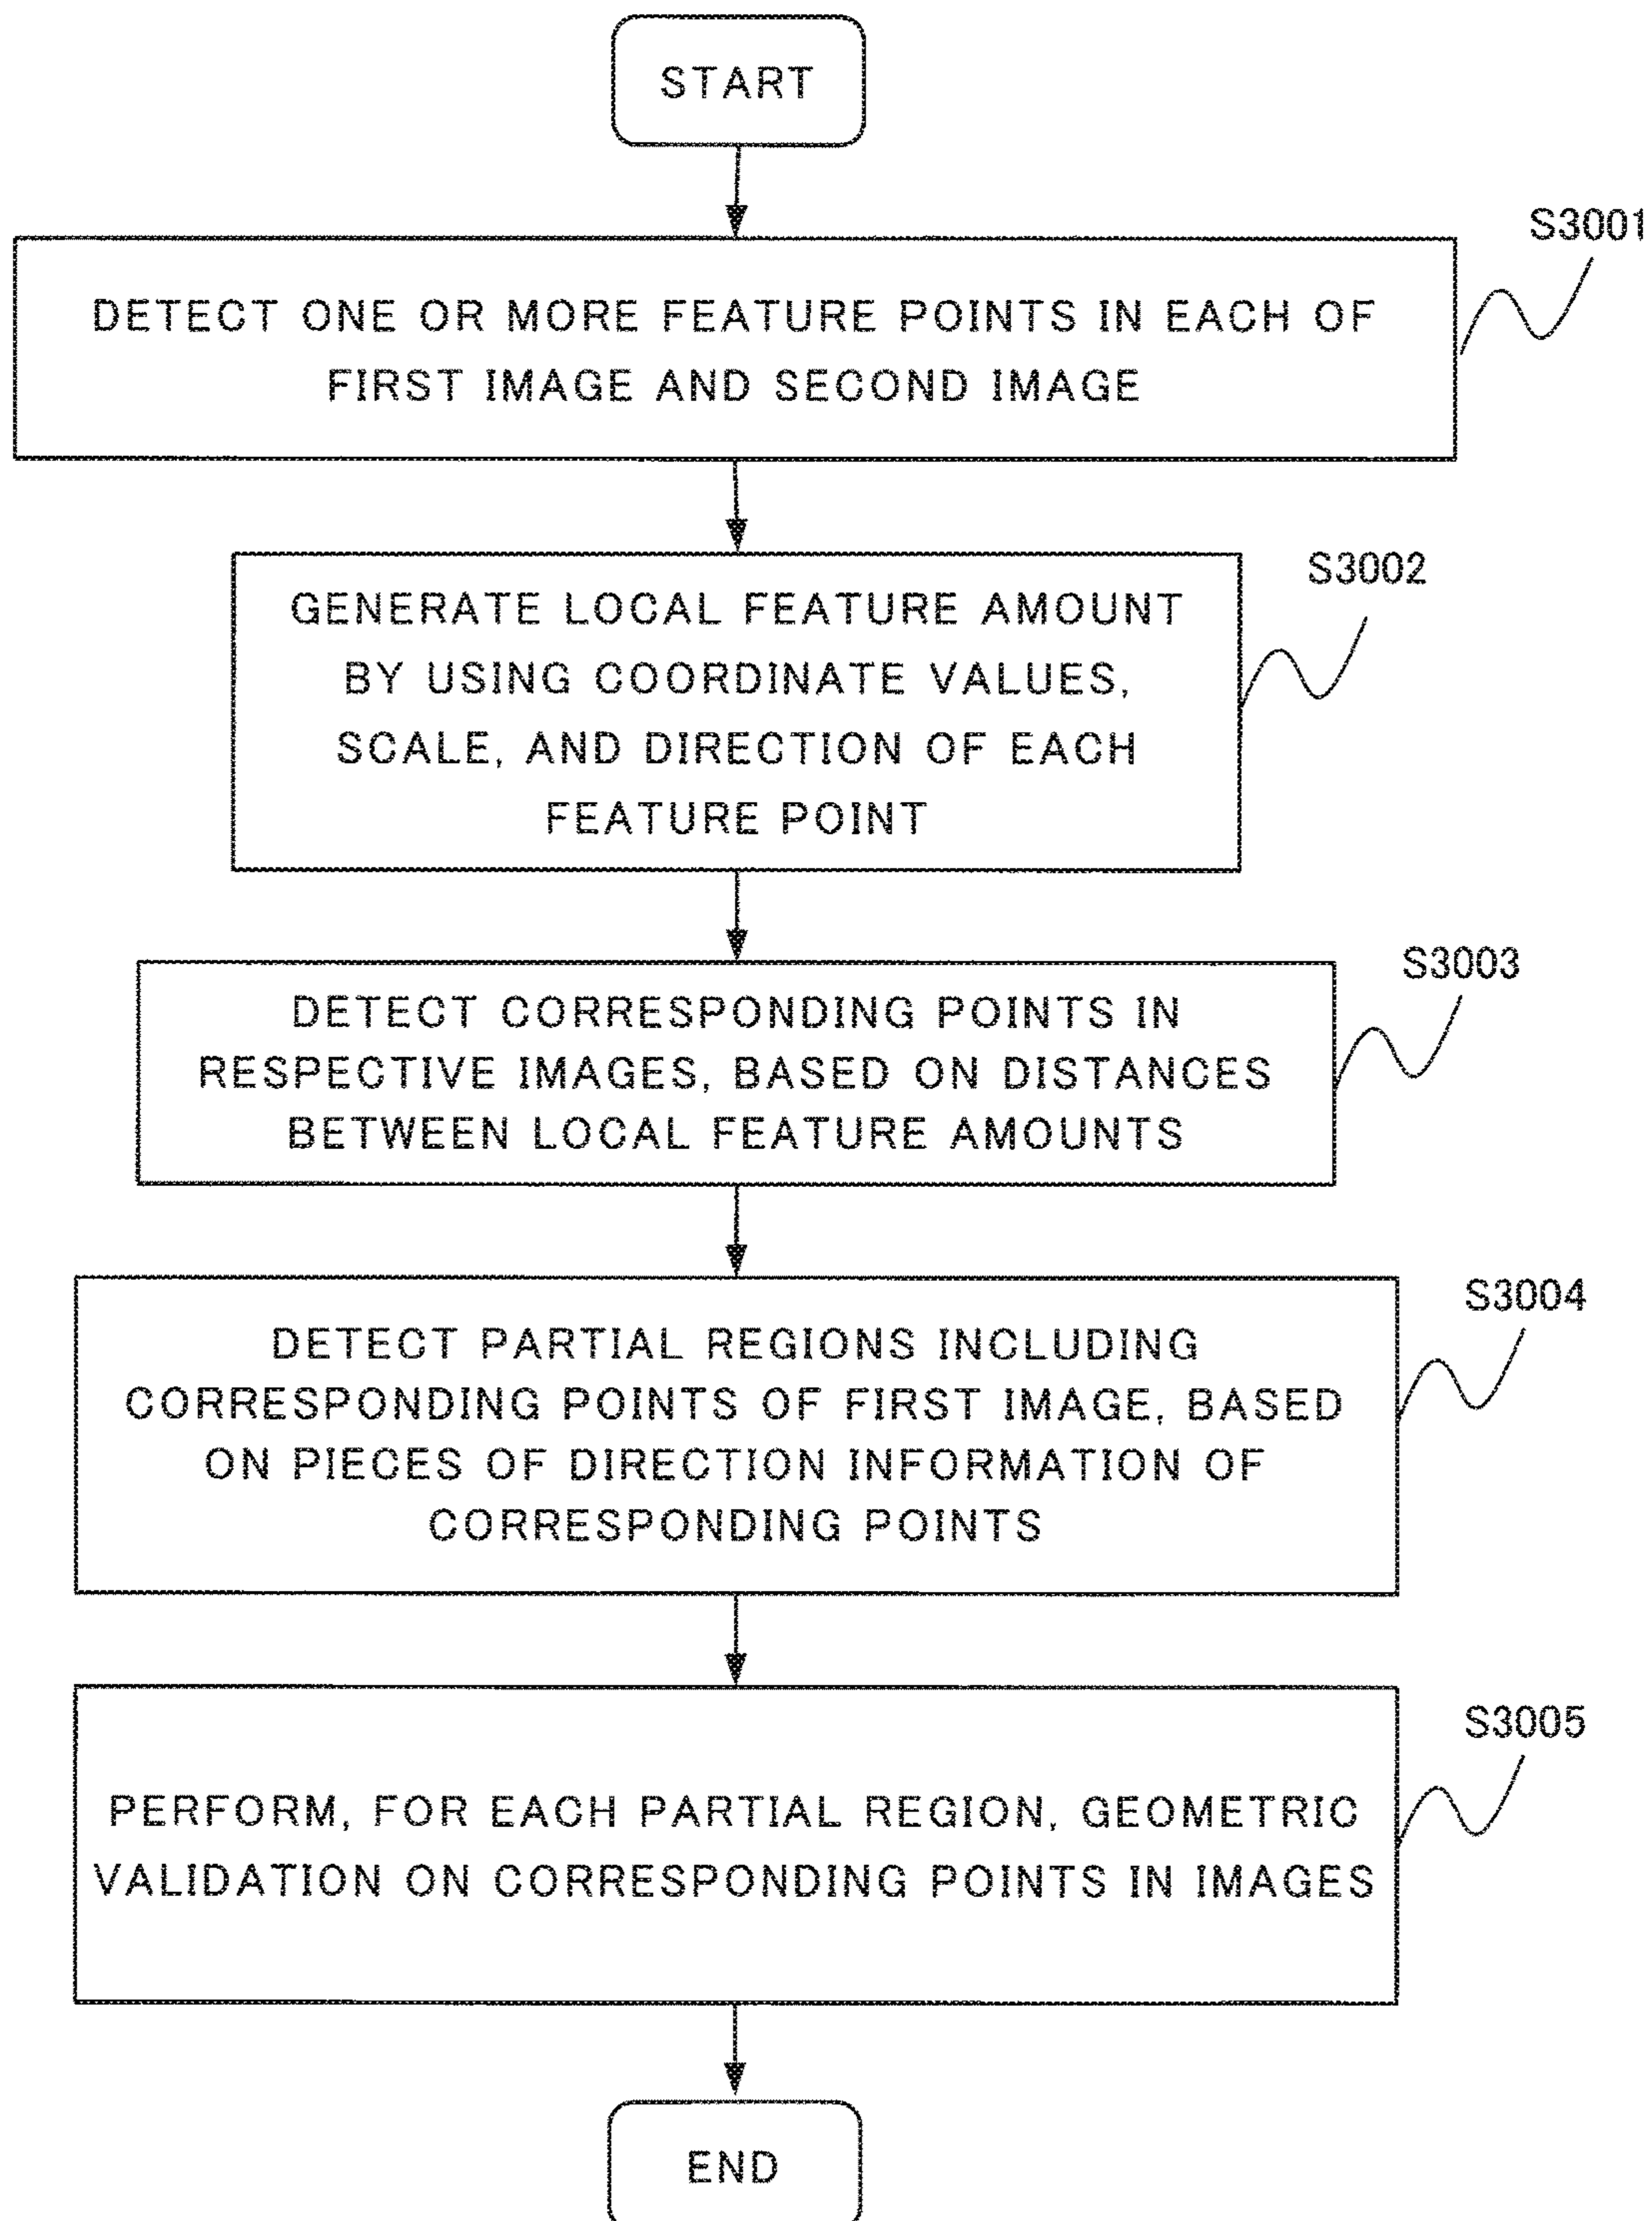 START
S3001
DETECT ONE OR MORE FEATURE POINTS IN EACH OF
FIRST IMAGE AND SECOND IMAGE
S3002
GENERATE LOCAL FEATURE AMOUNT
BY USING COORDINATE VALUES,
SCALE, AND DIRECTION OF EACH
FEATURE POINT
S3003
DETECT CORRESPONDING POINTS IN
RESPECTIVE IMAGES, BASED ON DISTANCES
BETWEEN LOCAL FEATURE AMOUNTS
S3004
DETECT PARTIAL REGIONS INCLUDING
CORRESPONDING POINTS OF FIRST IMAGE, BASED
ON PIECES OF DIRECTION INFORMATION OF
CORRESPONDING POINTS
S3005
PERFORM, FOR EACH PARTIAL REGION, GEOMETRIC
VALIDATION ON CORRESPONDING POINTS IN IMAGES
END